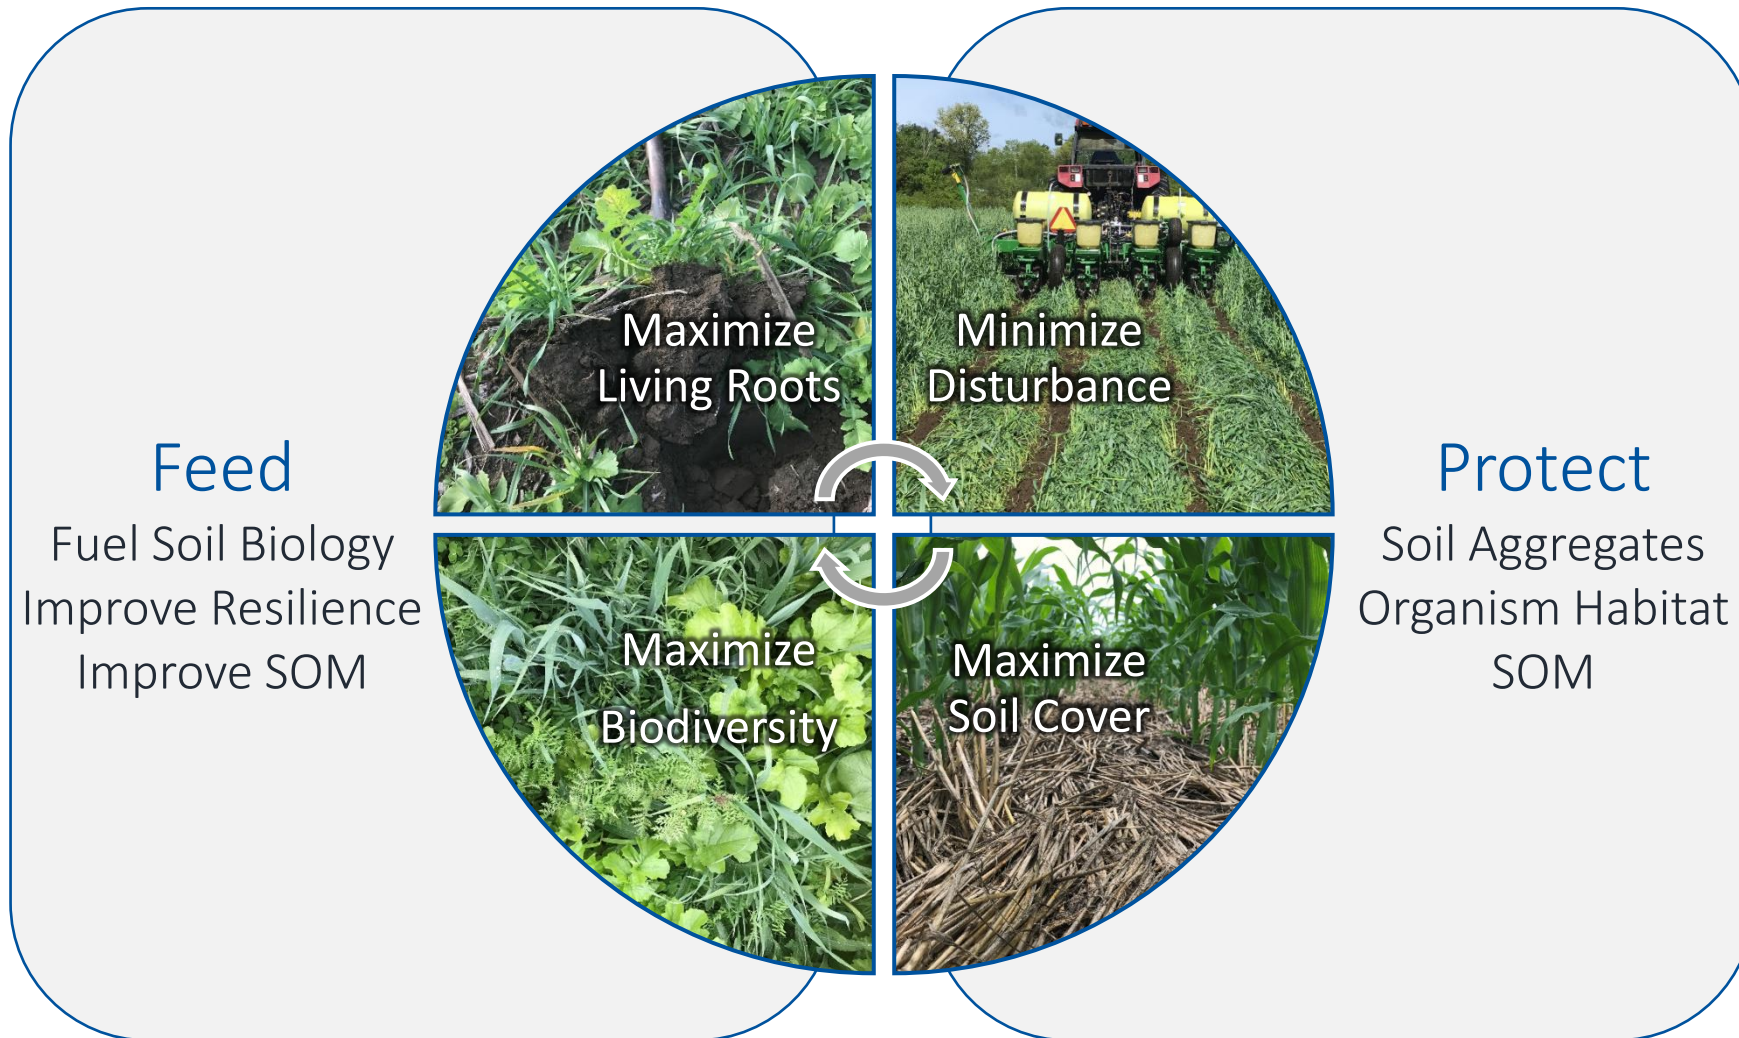 Feed
Fuel Soil Biology
Improve Resilience
Improve SOM
Maximize
Living Roots
Minimize
Disturbance
Maximize
Biodiversity
Maximize
Soil Cover
Protect
Soil Aggregates
Organism Habitat
SOM